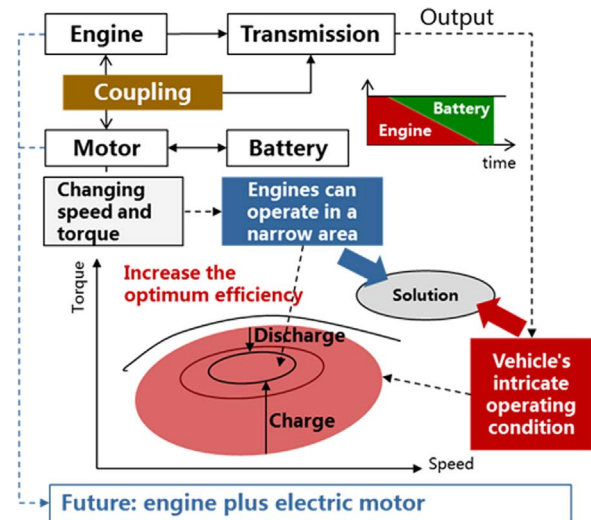 Engine
Transmission
Output
Coupling
Battery
Engine
time
Motor
Battery
Changing
speed and
torque
Engines can
operate in a
narrow area
Torque
Increase the
optimum efficiency
Solution
Discharge
Charge
Vehicle's
intricate
operating
condition
Speed
Future: engine plus electric motor